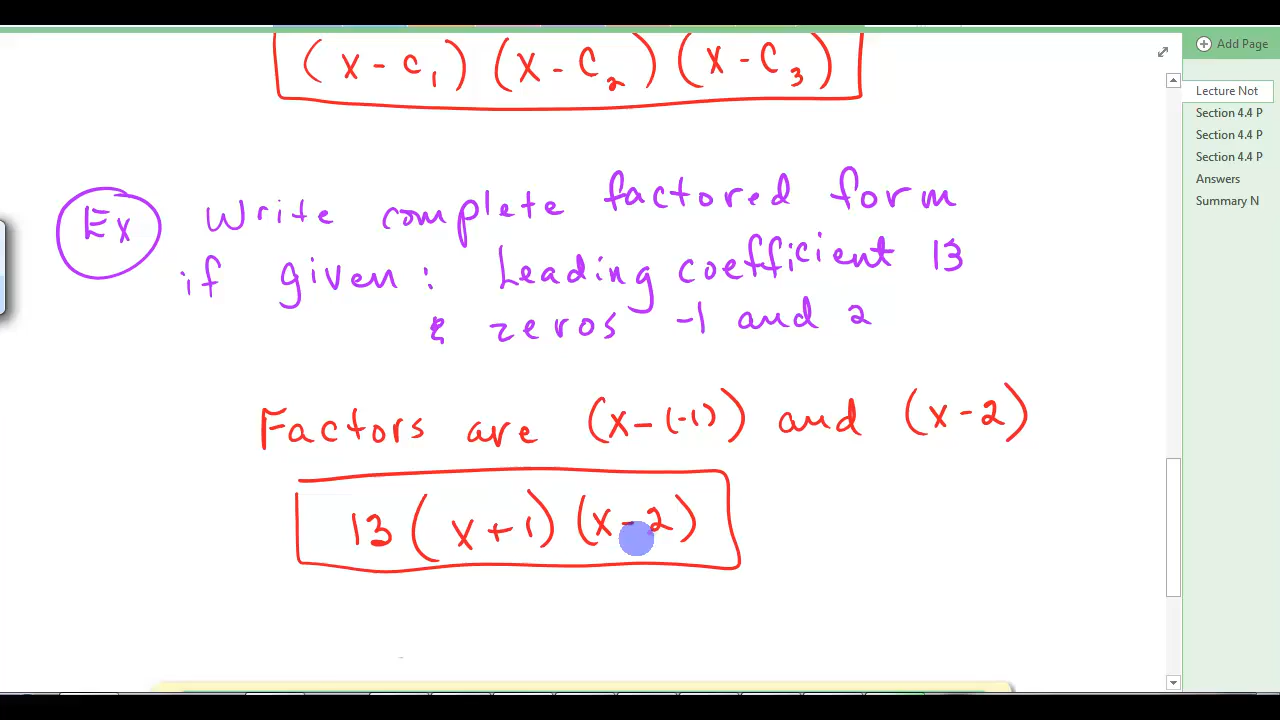 (x-c₁) (x-c₂) (x-c₃)
Add Page
Lecture Not
Section 4.4 P
Section 4.4 P
Section 4.4 P
Answers
Summary N
Ex Write complete factored form
if given: Leading coefficient 13
& zeros -1 and 2
Factors are (x-(-1)) and (x-2)
13(x+1)(x-2)